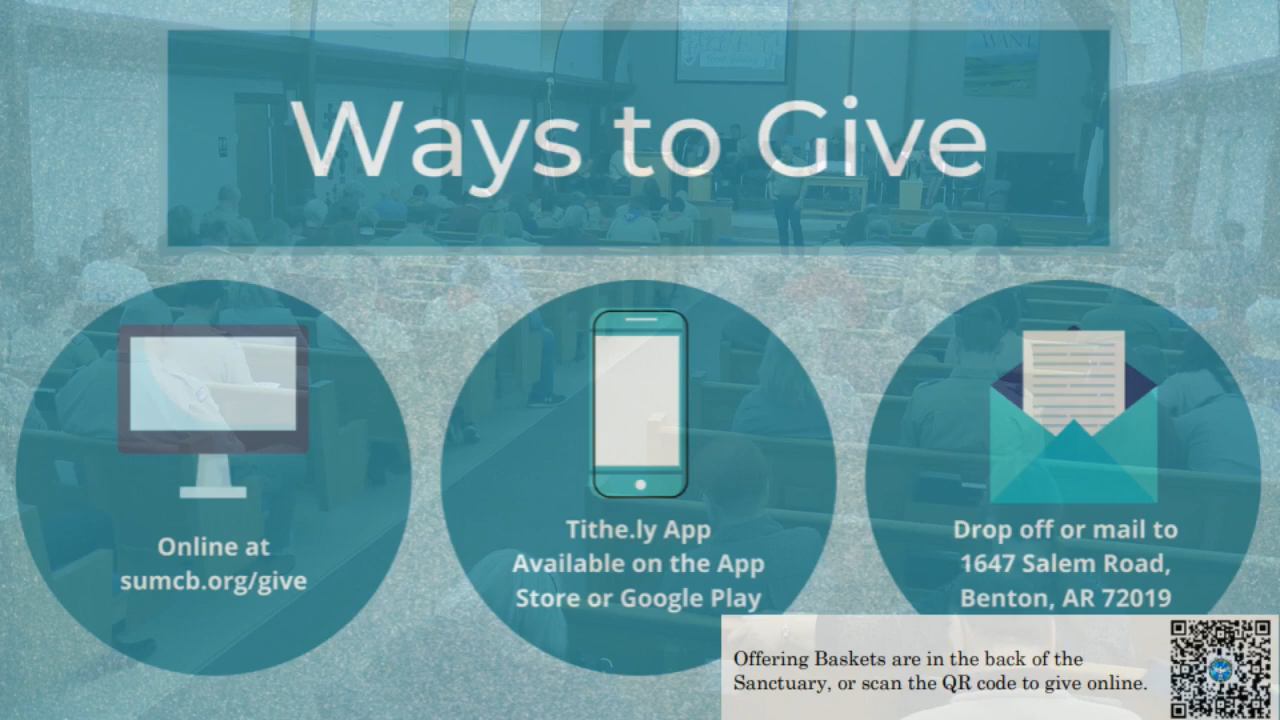 Ways to Give
Online at
sumcb.org/give
Tithe.ly App
Available on the App
Store or Google Play
Drop off or mail to
1647 Salem Road,
Benton, AR 72019
Offering Baskets are in the back of the
Sanctuary, or scan the QR code to give online.
WANT